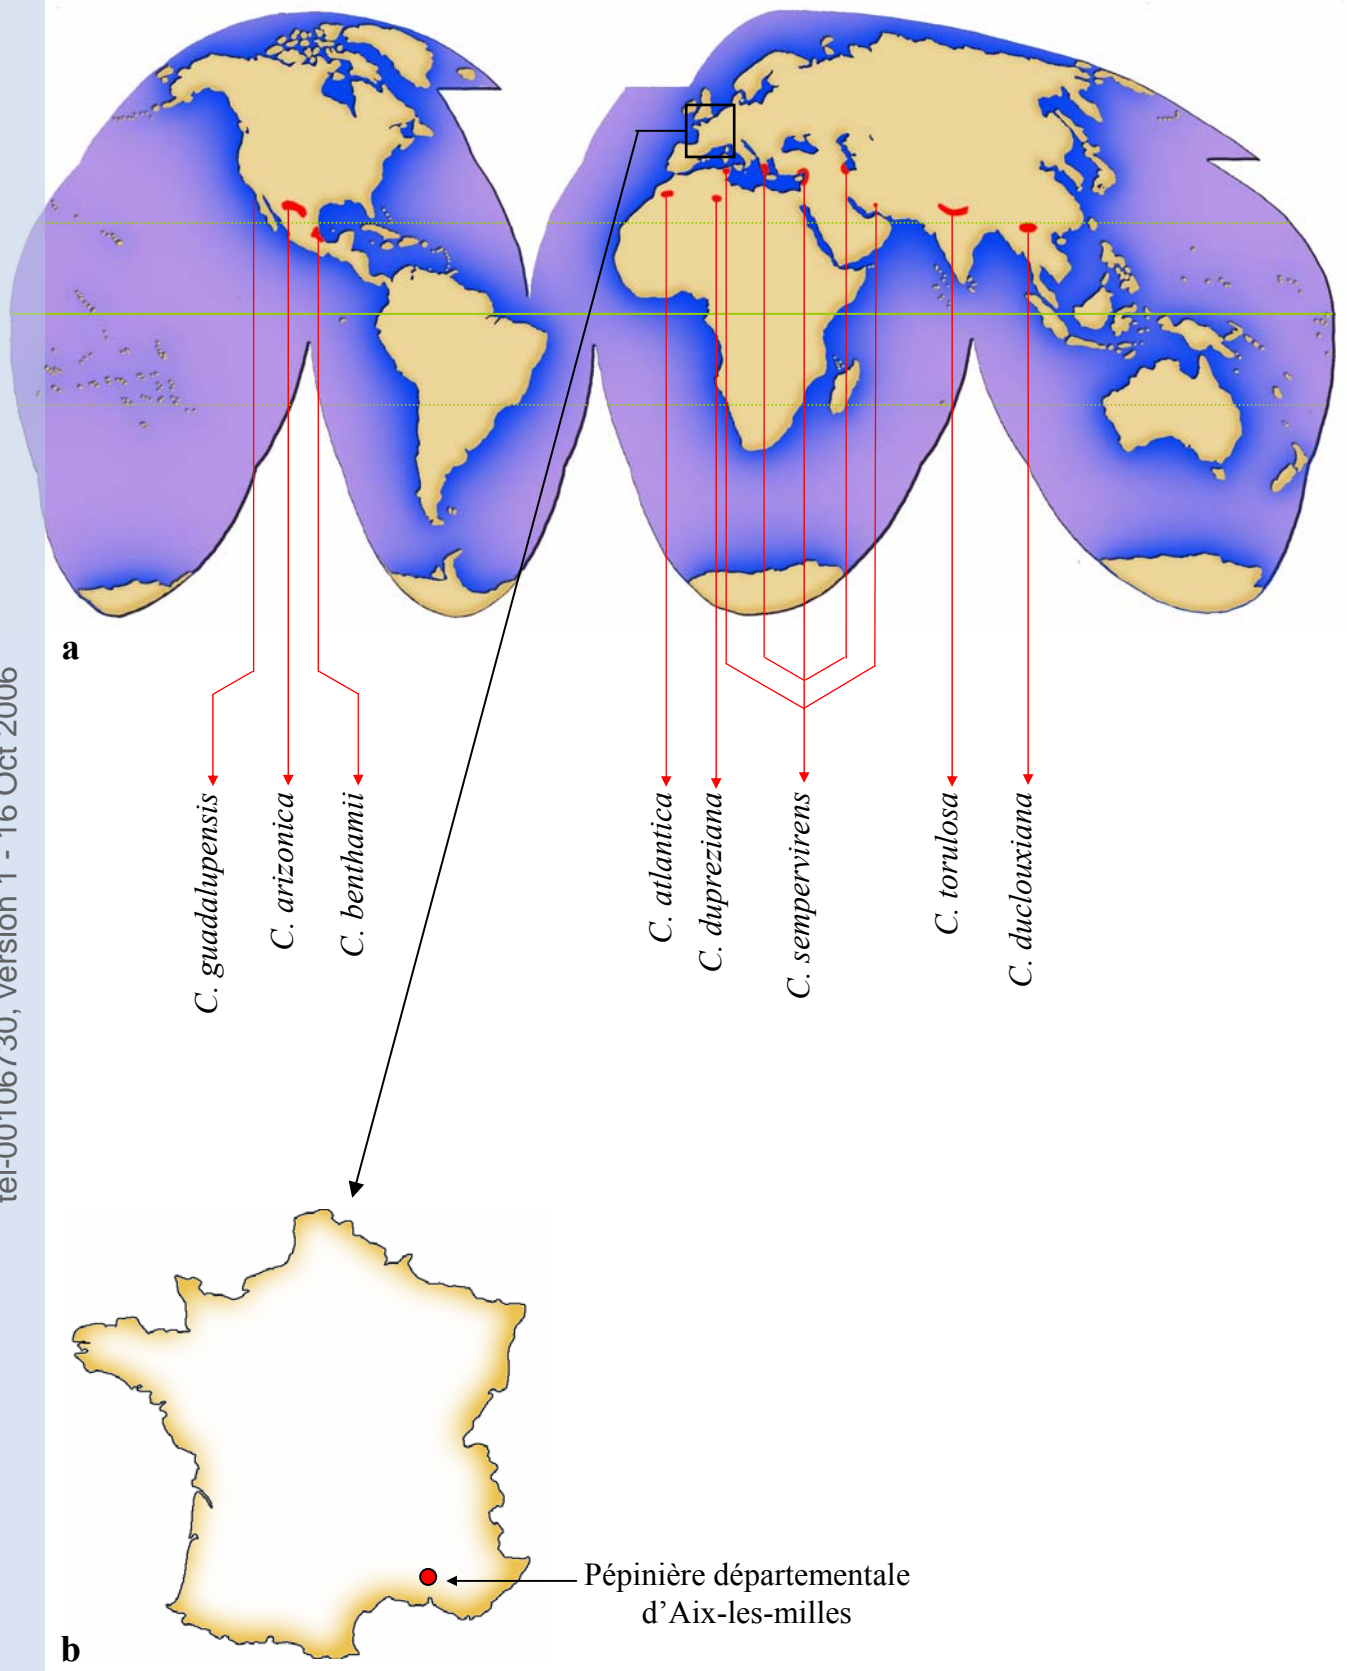 a
C. guadalupensis
C. arizonica
C. benthamii
C. atlantica
C. dupreziana
C. sempervirens
C. torulosa
C. duclouxiana
tel-00106730, version 1 - 16 Oct 2006
Pépinière départementale
d’Aix-les-milles
b